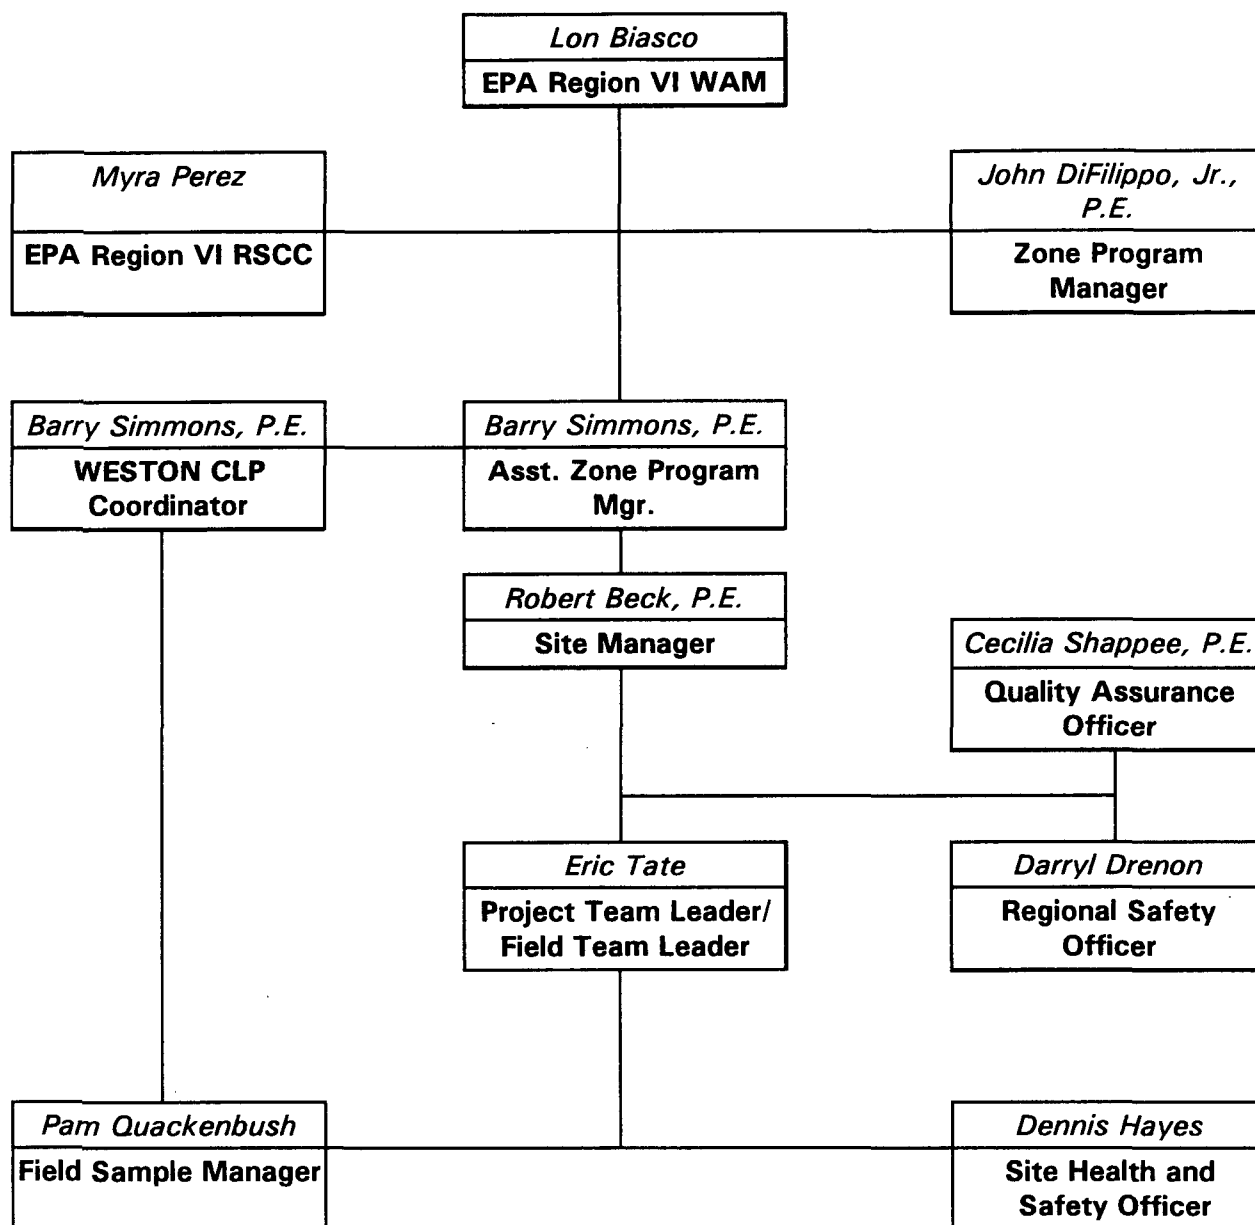 Lon Biasco
EPA Region VI WAM
Myra Perez
EPA Region VI RSCC
John DiFilippo, Jr.,
P.E.
Zone Program
Manager
Barry Simmons, P.E.
WESTON CLP
Coordinator
Barry Simmons, P.E.
Asst. Zone Program
Mgr.
Robert Beck, P.E.
Site Manager
Cecilia Shappee, P.E.
Quality Assurance
Officer
Eric Tate
Project Team Leader/
Field Team Leader
Darryl Drenon
Regional Safety
Officer
Pam Quackenbush
Field Sample Manager
Dennis Hayes
Site Health and
Safety Officer